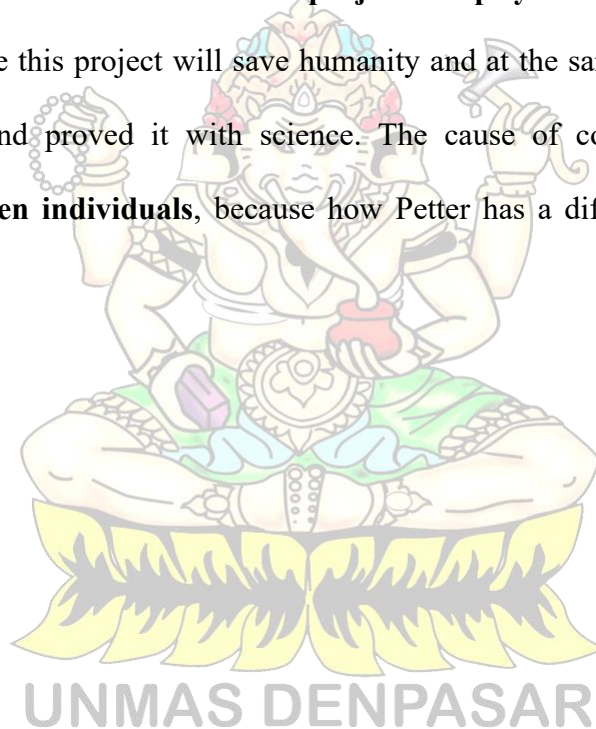 e this project will save humanity and at the sa
nd proved it with science. The cause of co
en individuals, because how Petter has a dif
UNMAS DENPASAR